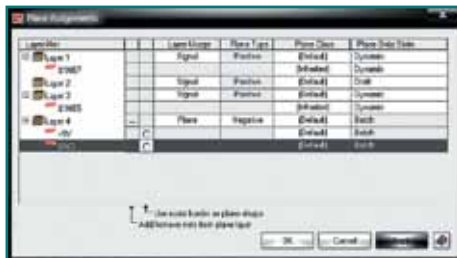 Plane Assignments
Layer/Net Layer Usage Plane Type Plane Class Plane Data State
Layer 1 Signal Positive (Default) Dynamic
(Inherited) Dynamic
Layer 2 Signal Positive (Default) Draft
Layer 3 Signal Positive (Default) Dynamic
(Inherited) Dynamic
Layer 4 Plane Negative (Default) Batch
(Default) Batch
(Default) Batch
Use route border as plane shape
Add/Remove nets from plane layer
OK Cancel Apply